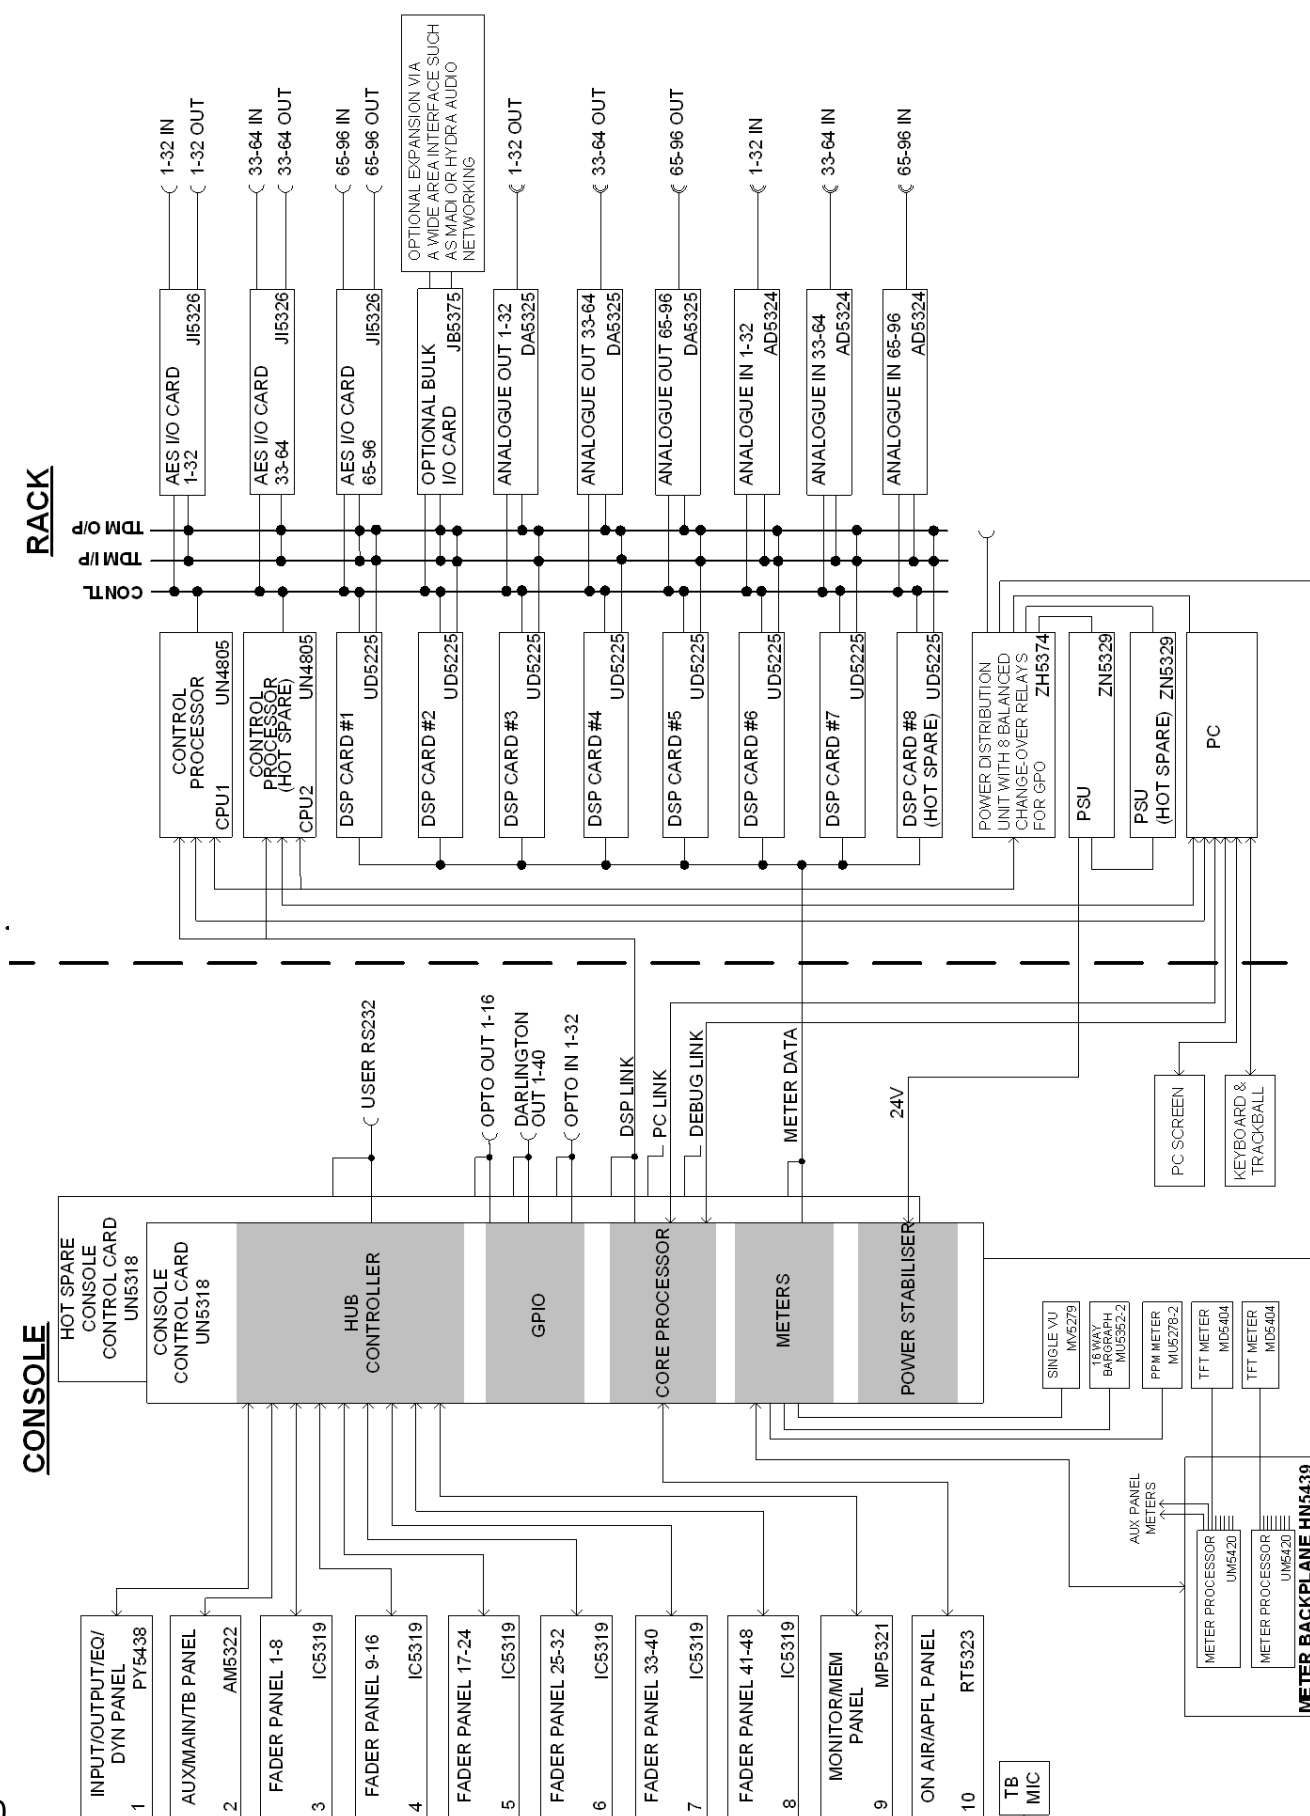 CONSOLE
RACK
HOT SPARE
CONSOLE
CONTROL CARD
UN5318
CONSOLE
CONTROL CARD
UN5318
HUB
CONTROLLER
GPIO
CORE PROCESSOR
METERS
POWER STABILISER
INPUT/OUTPUT/EQ/
DYN PANEL
1 PY5438
AUX/MAIN/TB PANEL
2 AM5322
FADER PANEL 1-8
3 IC5319
FADER PANEL 9-16
4 IC5319
FADER PANEL 17-24
5 IC5319
FADER PANEL 25-32
6 IC5319
FADER PANEL 33-40
7 IC5319
FADER PANEL 41-48
8 IC5319
MONITOR/MEM
PANEL
9 MP5321
ON AIR/APFL PANEL
10 RT5323
TB
MIC
USER RS232
OPTO OUT 1-16
DARLINGTON
OUT 1-40
OPTO IN 1-32
DSP LINK
PC LINK
DEBUG LINK
METER DATA
24V
SINGLE VU
MV5279
16 WAY
BARGRAPH
MU5352-2
PPM METER
MU5278-2
TFT METER
MD5404
TFT METER
MD5404
AUX PANEL
METERS
METER PROCESSOR
UM5420
METER PROCESSOR
UM5420
METER BACKPLANE HN5439
PC SCREEN
KEYBOARD &
TRACKBALL
CONTROL
PROCESSOR
CPU1 UN4805
CONTROL
PROCESSOR
(HOT SPARE)
CPU2 UN4805
DSP CARD #1
UD5225
DSP CARD #2
UD5225
DSP CARD #3
UD5225
DSP CARD #4
UD5225
DSP CARD #5
UD5225
DSP CARD #6
UD5225
DSP CARD #7
UD5225
DSP CARD #8
(HOT SPARE) UD5225
POWER DISTRIBUTION
UNIT WITH 8 BALANCED
CHANGE-OVER RELAYS
FOR GPO ZH5374
PSU ZN5329
PSU
(HOT SPARE) ZN5329
PC
CONTL
TDM I/P
TDM O/P
AES I/O CARD
1-32 JI5326
AES I/O CARD
33-64 JI5326
AES I/O CARD
65-96 JI5326
OPTIONAL BULK
I/O CARD JB5375
ANALOGUE OUT 1-32
DA5325
ANALOGUE OUT 33-64
DA5325
ANALOGUE OUT 65-96
DA5325
ANALOGUE IN 1-32
AD5324
ANALOGUE IN 33-64
AD5324
ANALOGUE IN 65-96
AD5324
1-32 IN
1-32 OUT
33-64 IN
33-64 OUT
65-96 IN
65-96 OUT
OPTIONAL EXPANSION VIA
A WIDE AREA INTERFACE SUCH
AS MADI OR HYDRA AUDIO
NETWORKING
1-32 OUT
33-64 OUT
65-96 OUT
1-32 IN
33-64 IN
65-96 IN